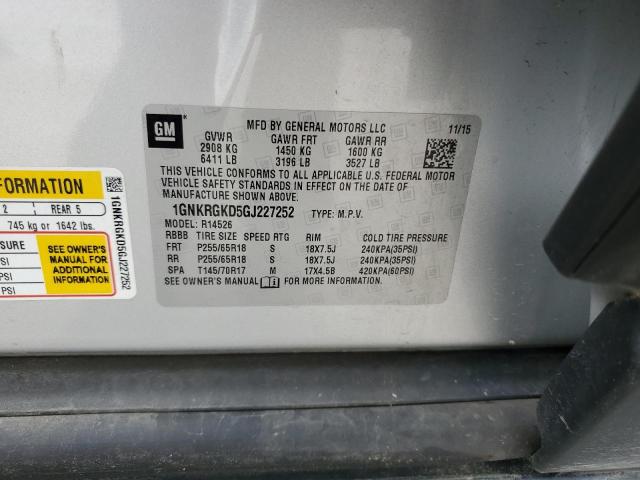 GM
MFD BY GENERAL MOTORS LLC 11/15
GVWR GAWR FRT GAWR RR
2908 KG 1450 KG 1600 KG
6411 LB 3196 LB 3527 LB
THIS VEHICLE CONFORMS TO ALL APPLICABLE U.S. FEDERAL MOTOR
VEHICLE SAFETY STANDARDS IN EFFECT ON THE DATE OF
MANUFACTURE SHOWN ABOVE.
1GNKRGKD5GJ227252 TYPE: M.P.V.
MODEL: R14526
RBBB TIRE SIZE SPEED RTG RIM COLD TIRE PRESSURE
FRT P255/65R18 S 18X7.5J 240KPA(35PSI)
RR P255/65R18 S 18X7.5J 240KPA(35PSI)
SPA T145/70R17 M 17X4.5B 420KPA(60PSI)
SEE OWNER'S MANUAL FOR MORE INFORMATION.
FORMATION
2 REAR 5
745 kg or 1642 lbs.
SURE
PSI
PSI
PSI
SEE OWNER'S
MANUAL FOR
ADDITIONAL
INFORMATION
1GNKRGKD5GJ227252